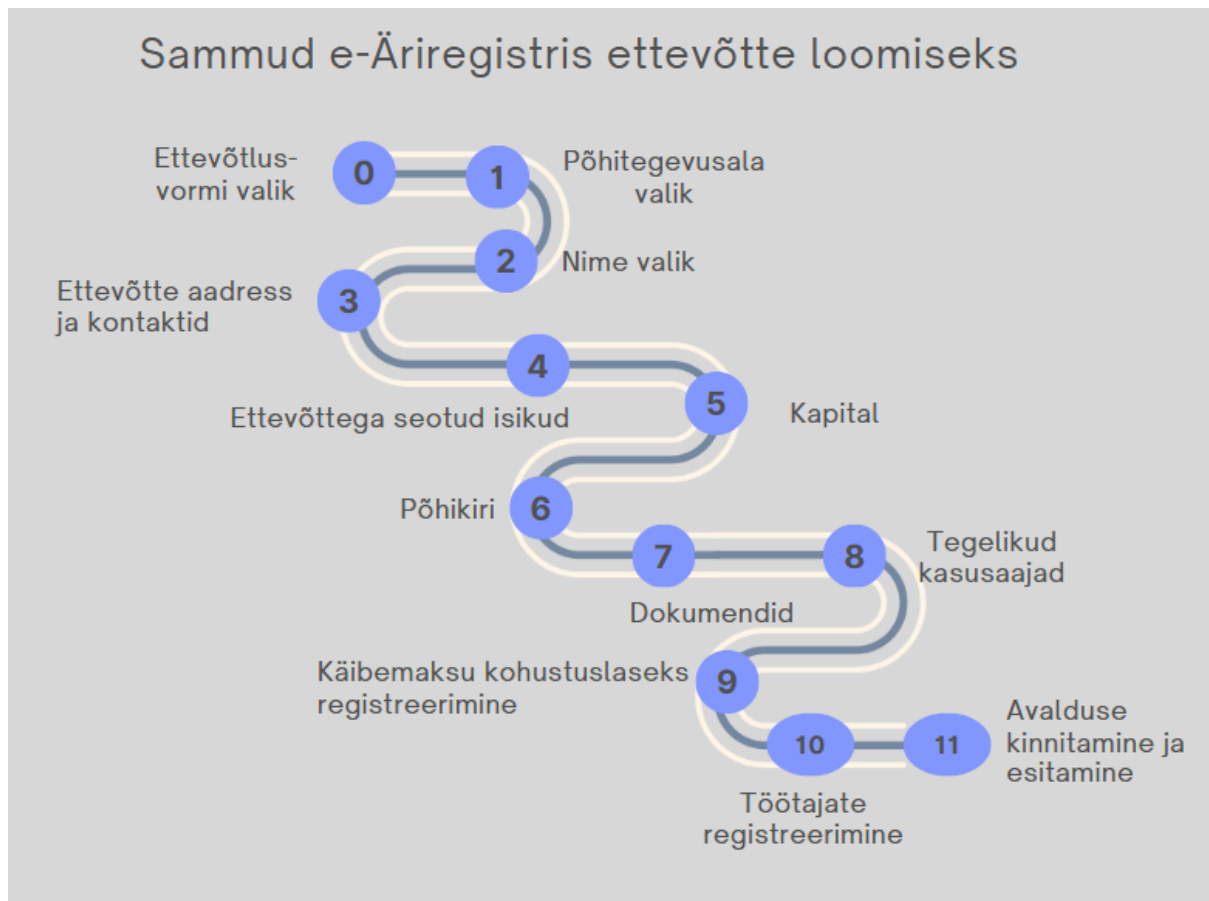 Sammud e-Äriregistris ettevõtte loomiseks
Ettevõtlus-
vormi valik
0
1
Põhitegevusala
valik
2
Nime valik
Ettevõtte aadress
ja kontaktid
3
4
Ettevõttega seotud isikud
5
Kapital
Põhikiri
6
7
Dokumendid
8
Tegelikud
kasusaajad
Käibemaksu kohustuslaseks
registreerimine
9
10
Töötajate
registreerimine
11
Avalduse
kinnitamine ja
esitamine